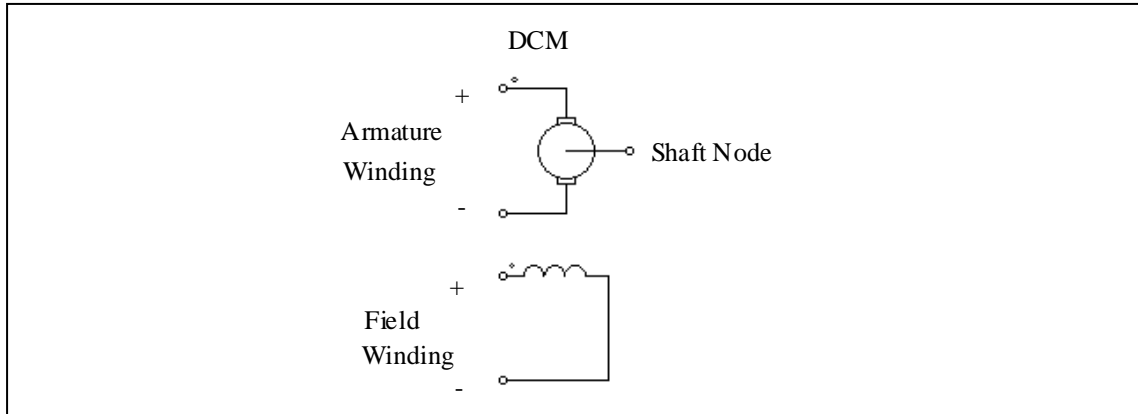 DCM
+
Armature
Winding
-
Shaft Node
+
Field
Winding
-